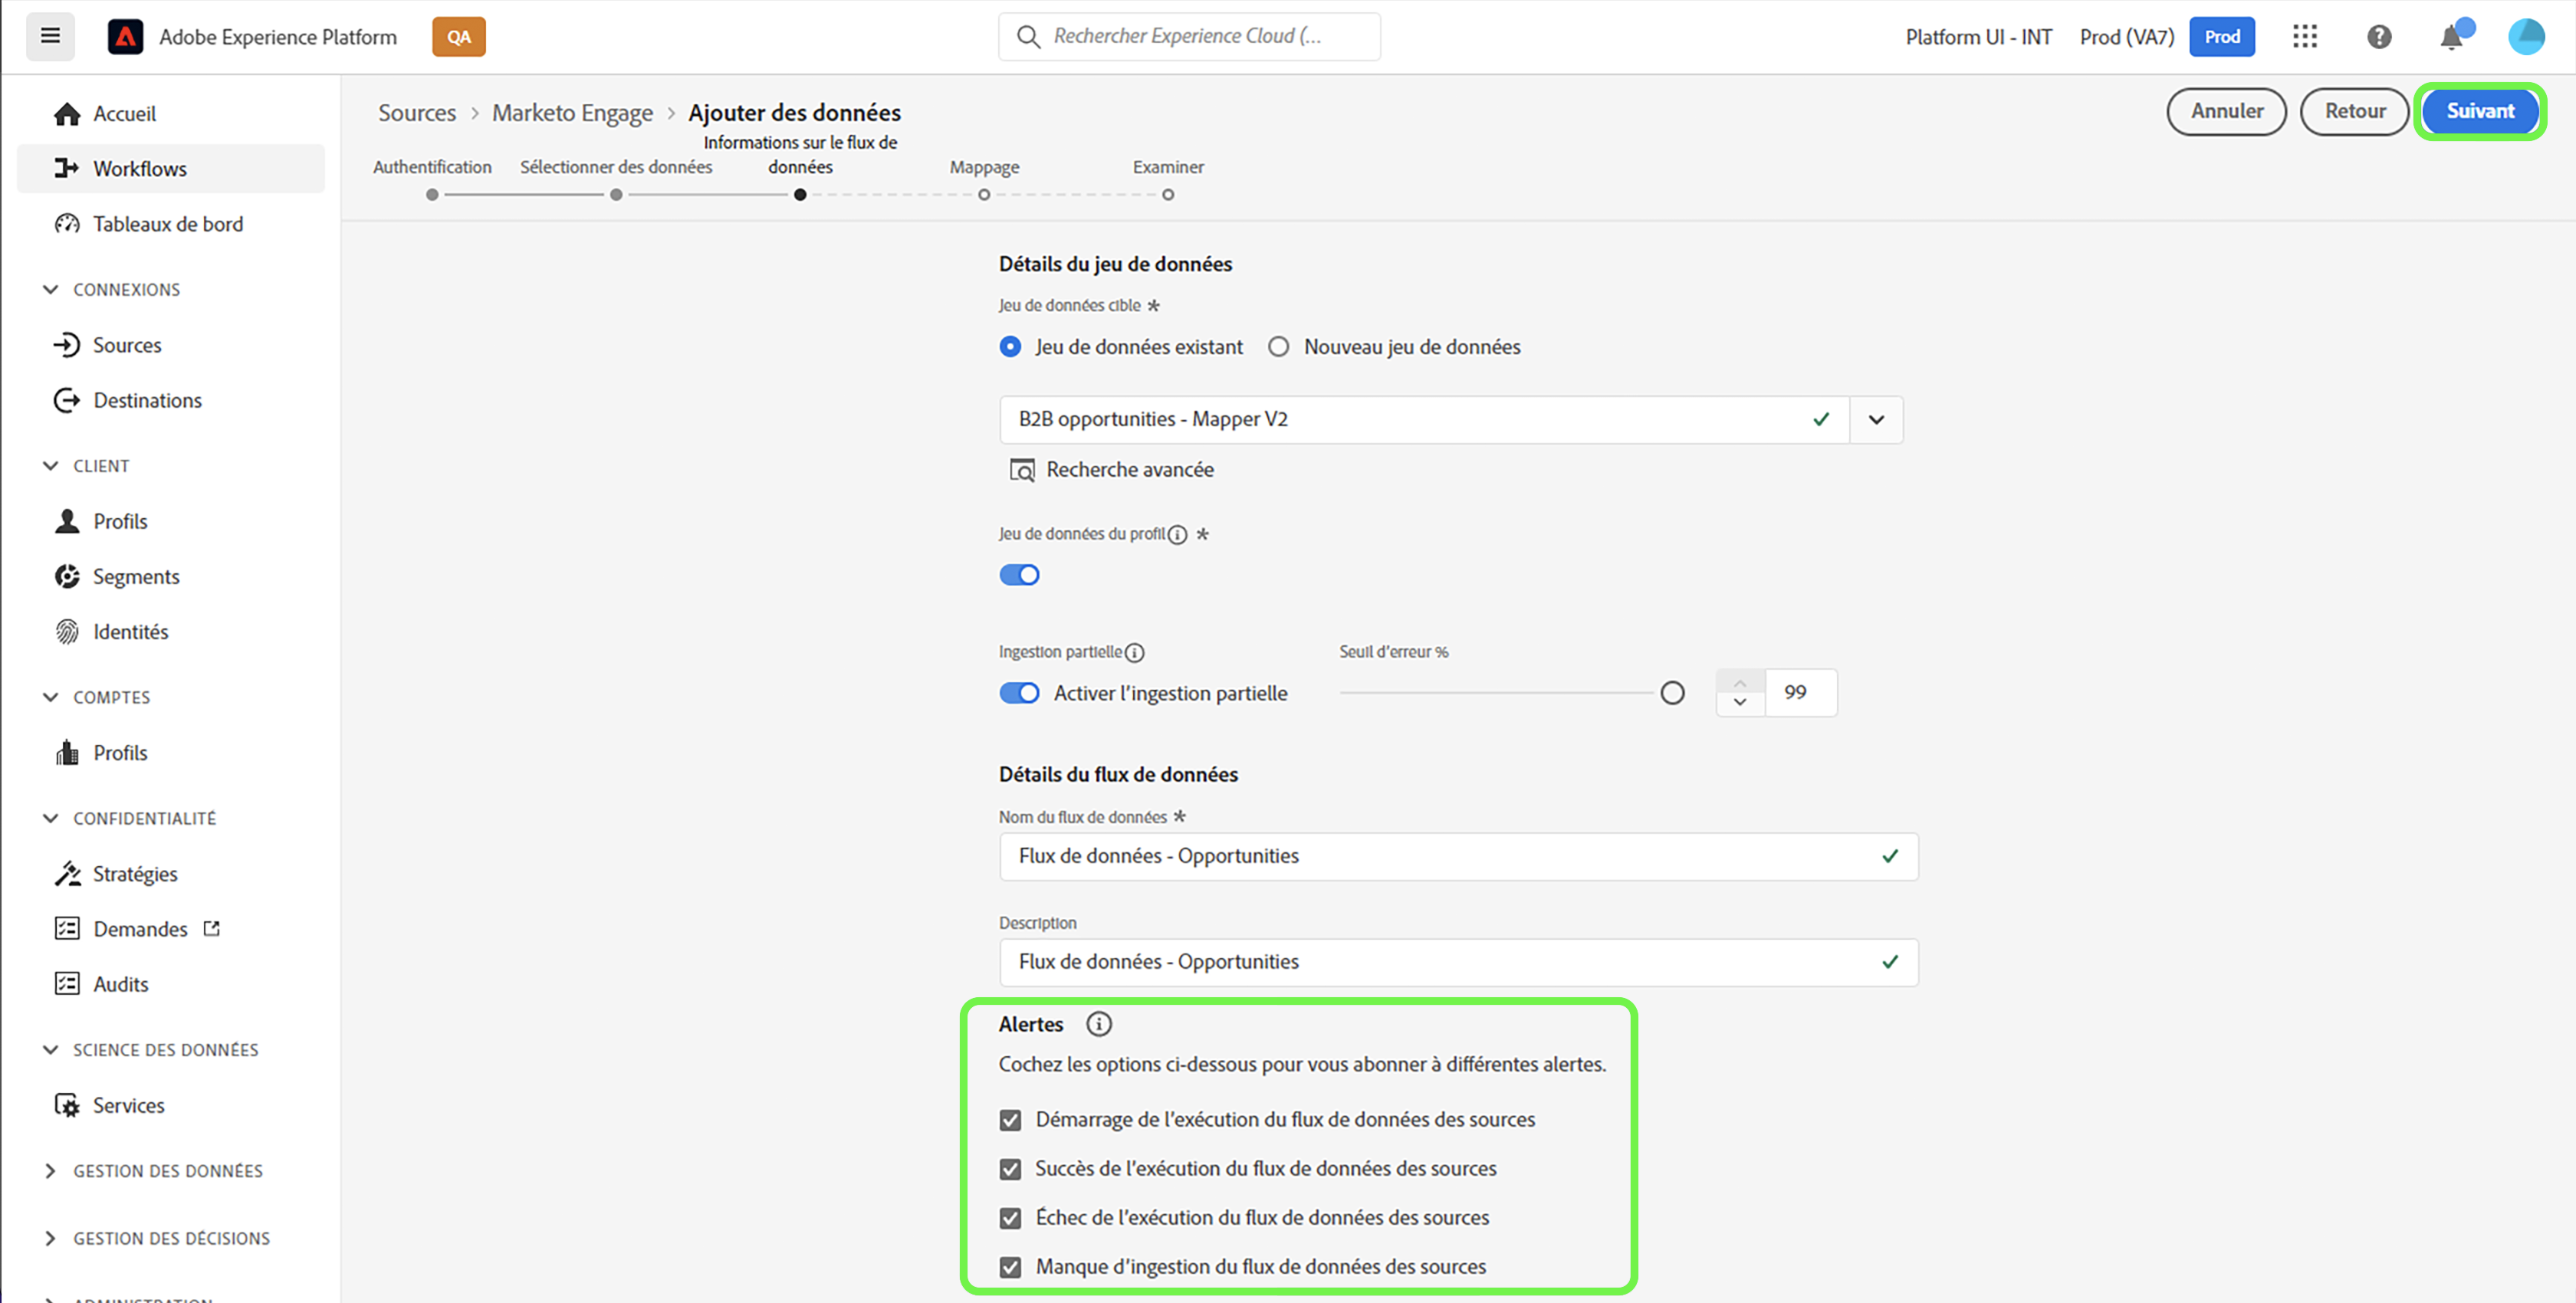 Adobe Experience Platform QA
Rechercher Experience Cloud (...
Platform UI - INT Prod (VA7) Prod
Accueil
Workflows
Tableaux de bord
CONNEXIONS
Sources
Destinations
CLIENT
Profils
Segments
Identités
COMPTES
Profils
CONFIDENTIALITÉ
Stratégies
Demandes
Audits
SCIENCE DES DONNÉES
Services
GESTION DES DONNÉES
GESTION DES DÉCISIONS
ADMINISTRATION
Sources > Marketo Engage > Ajouter des données
Annuler Retour Suivant
Informations sur le flux de
Authentification Sélectionner des données données Mappage Examiner
Détails du jeu de données
Jeu de données cible *
Jeu de données existant Nouveau jeu de données
B2B opportunities - Mapper V2
Recherche avancée
Jeu de données du profil *
Ingestion partielle Seuil d'erreur %
Activer l'ingestion partielle 99
Détails du flux de données
Nom du flux de données *
Flux de données - Opportunities
Description
Flux de données - Opportunities
Alertes
Cochez les options ci-dessous pour vous abonner à différentes alertes.
Démarrage de l'exécution du flux de données des sources
Succès de l'exécution du flux de données des sources
Échec de l'exécution du flux de données des sources
Manque d'ingestion du flux de données des sources